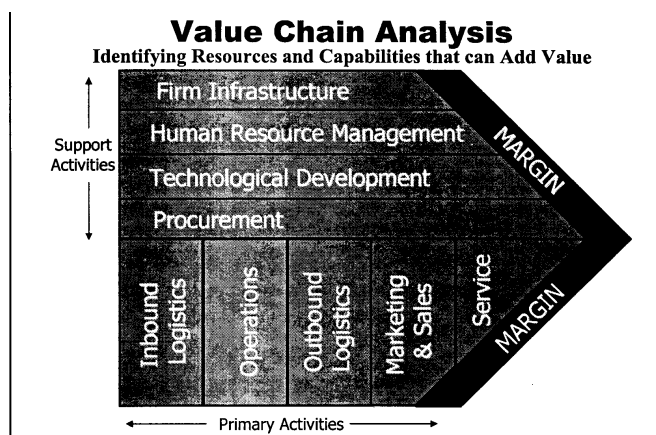 Value Chain Analysis
Identifying Resources and Capabilities that can Add Value
Support
Activities
Firm Infrastructure
Human Resource Management
Technological Development
Procurement
MARGIN
Inbound
Logistics
Operations
Outbound
Logistics
Marketing
& Sales
Service
MARGIN
Primary Activities